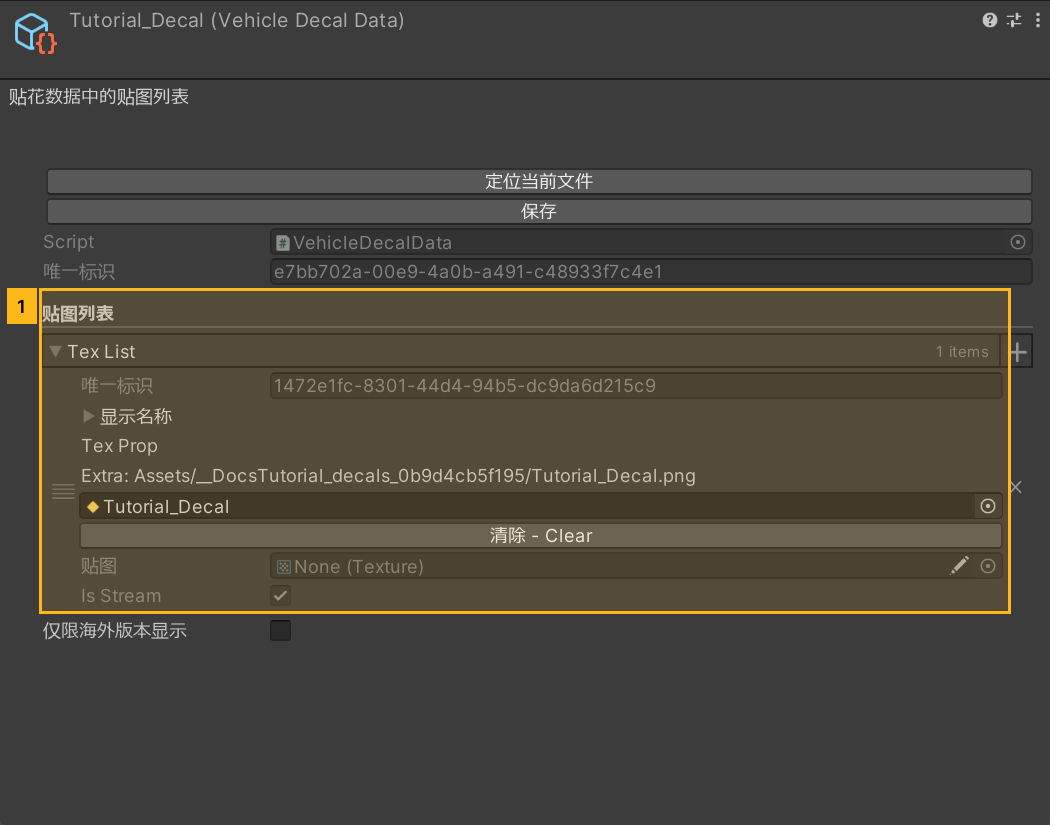 Tutorial_Decal (Vehicle Decal Data)
贴花数据中的贴图列表
定位当前文件
保存
Script
# VehicleDecalData
唯一标识
e7bb702a-00e9-4a0b-a491-c48933f7c4e1
1
贴图列表
Tex List
1 items
唯一标识
1472e1fc-8301-44d4-94b5-dc9da6d215c9
显示名称
Tex Prop
Extra: Assets/__DocsTutorial_decals_0b9d4cb5f195/Tutorial_Decal.png
Tutorial_Decal
清除 - Clear
贴图
None (Texture)
Is Stream
仅限海外版本显示